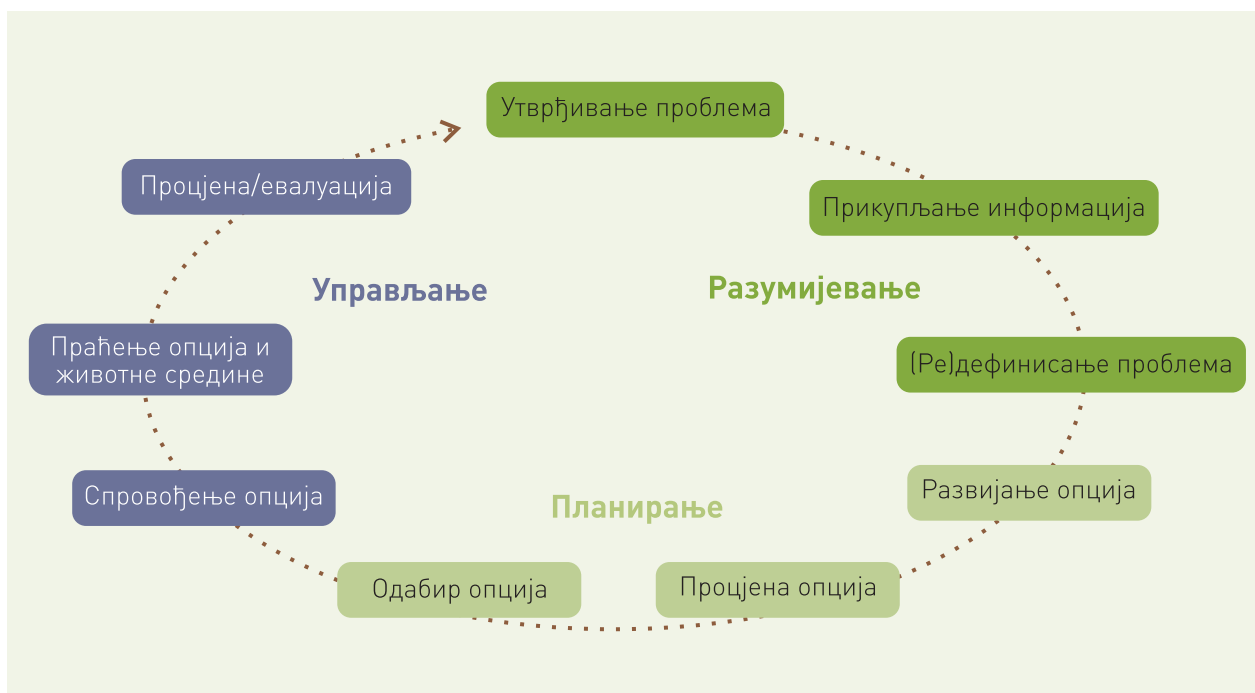 Утврђивање проблема
Прикупљање информација
(Ре)дефинисање проблема
Развијање опција
Процјена опција
Одабир опција
Спровођење опција
Праћење опција и
животне средине
Процјена/евалуација
Управљање
Разумијевање
Планирање